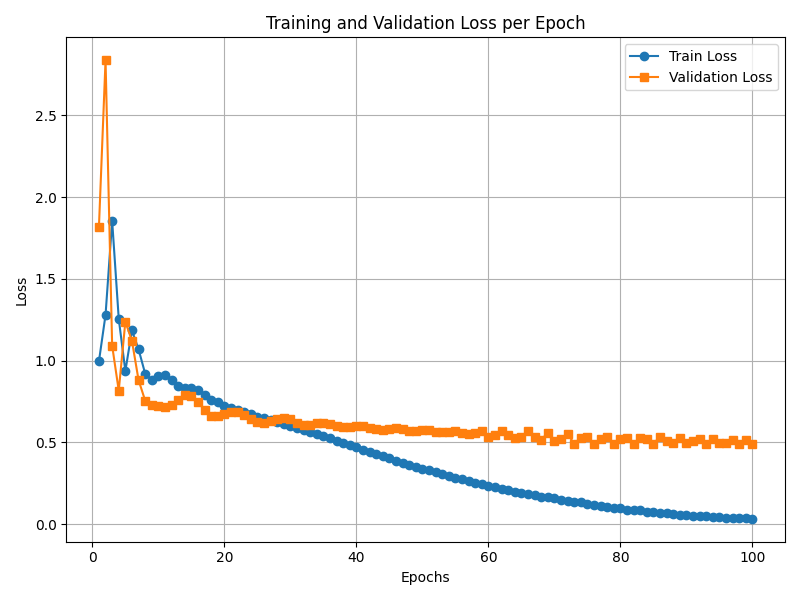 Training and Validation Loss per Epoch
Train Loss
Validation Loss
2.5
2.0
1.5
1.0
0.5
0.0
Loss
0 20 40 60 80 100
Epochs